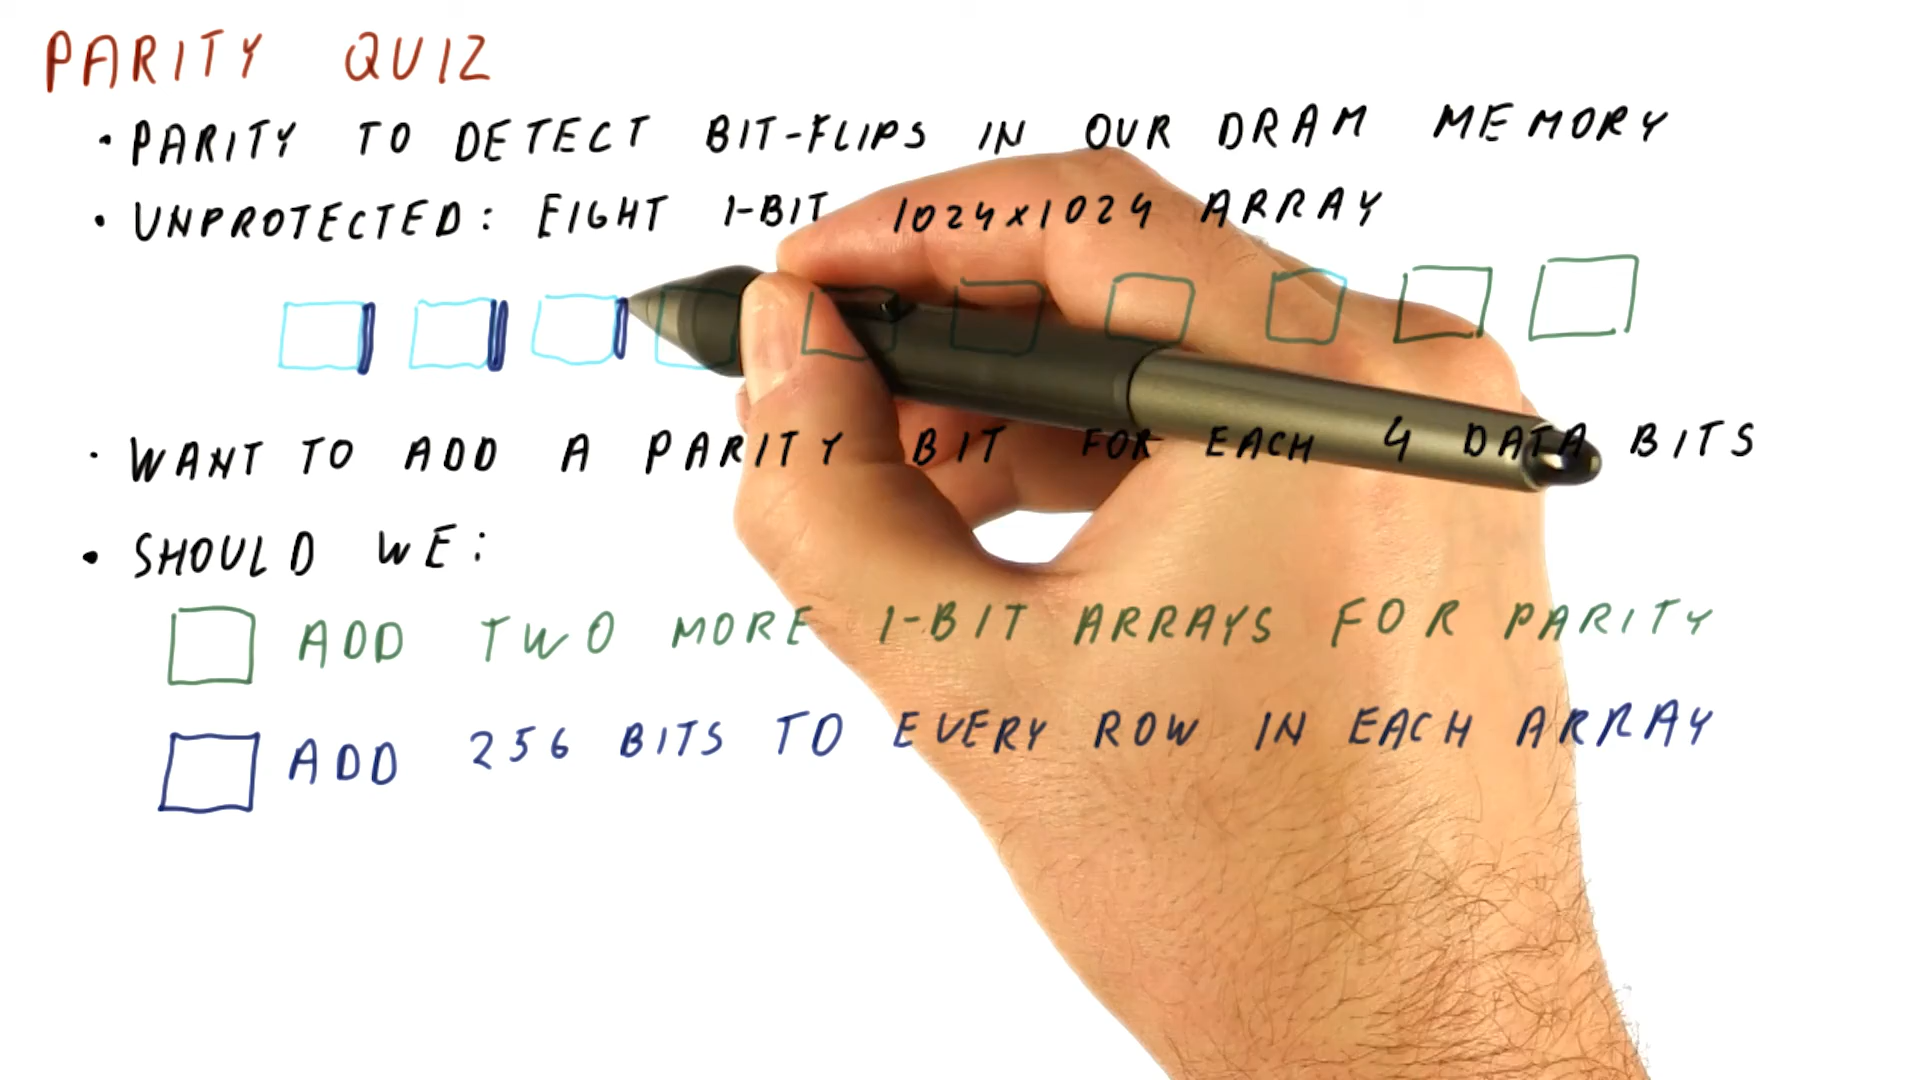 PARITY QUIZ
• PARITY TO DETECT BIT-FLIPS IN OUR DRAM MEMORY
• UNPROTECTED: EIGHT 1-BIT 1024x1024 ARRAY
• WANT TO ADD A PARITY BIT FOR EACH 4 DATA BITS
• SHOULD WE:
ADD TWO MORE 1-BIT ARRAYS FOR PARITY
ADD 256 BITS TO EVERY ROW IN EACH ARRAY